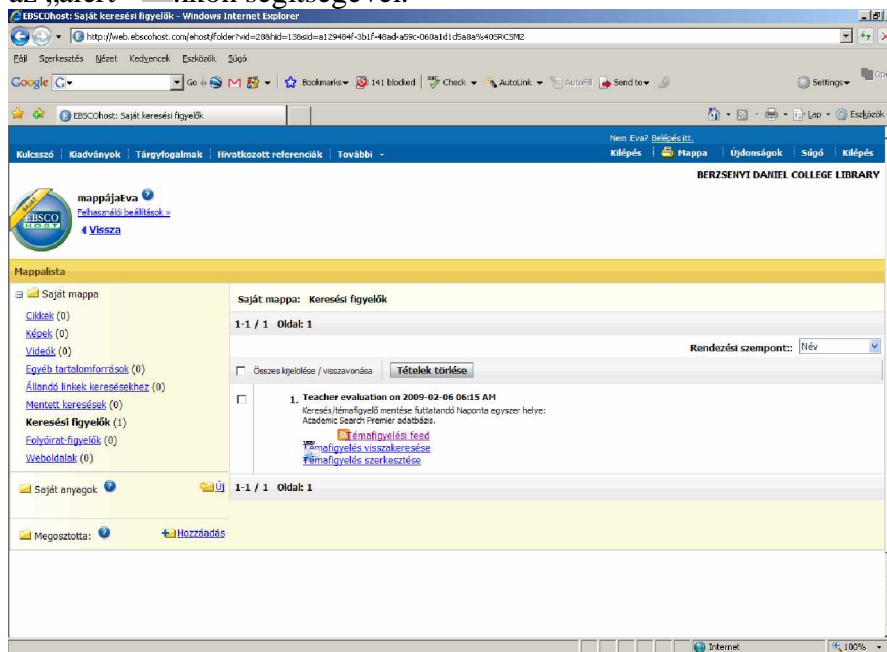 az „alert” ikon segítségével.
EBSCOhost: Saját keresési figyelők - Windows Internet Explorer
http://web.ebscohost.com/ehost/folder?vid=28&hid=13&sid=a129484f-3b1f-48ad-a59c-060a1d1d5a8a%40SRCSM2
Fájl Szerkesztés Nézet Kedvencek Eszközök Súgó
Google G Go Bookmarks 141 blocked Check AutoLink AutoFill Send to Settings
EBSCOhost: Saját keresési figyelők Lap Eszközök
Nem Eva? Belépés itt.
Kulcsszó Kiadványok Tárgyfogalmak Hivatkozott referenciák További Kilépés Mappa Újdonságok Súgó Kilépés
BERZSENYI DANIEL COLLEGE LIBRARY
SAJÁT
EBSCO
HOST
mappájaEva
Felhasználói beállítások »
Vissza
Mappalista
Saját mappa
Cikkek (0)
Képek (0)
Videók (0)
Egyéb tartalomforrások (0)
Állandó linkek keresésekhez (0)
Mentett keresések (0)
Keresési figyelők (1)
Folyóirat-figyelők (0)
Weboldalak (0)
Saját anyagok Új
Megosztotta: Hozzáadás
Saját mappa: Keresési figyelők
1-1 / 1 Oldal: 1
Rendezési szempont:: Név
Összes kijelölése / visszavonása Tételek törlése
1. Teacher evaluation on 2009-02-06 06:15 AM
Keresés/témafigyelő mentése futtatandó Naponta egyszer helye:
Academic Search Premier adatbázis.
Témafigyelési feed
Témafigyelés visszakeresése
Témafigyelés szerkesztése
1-1 / 1 Oldal: 1
Internet 100%